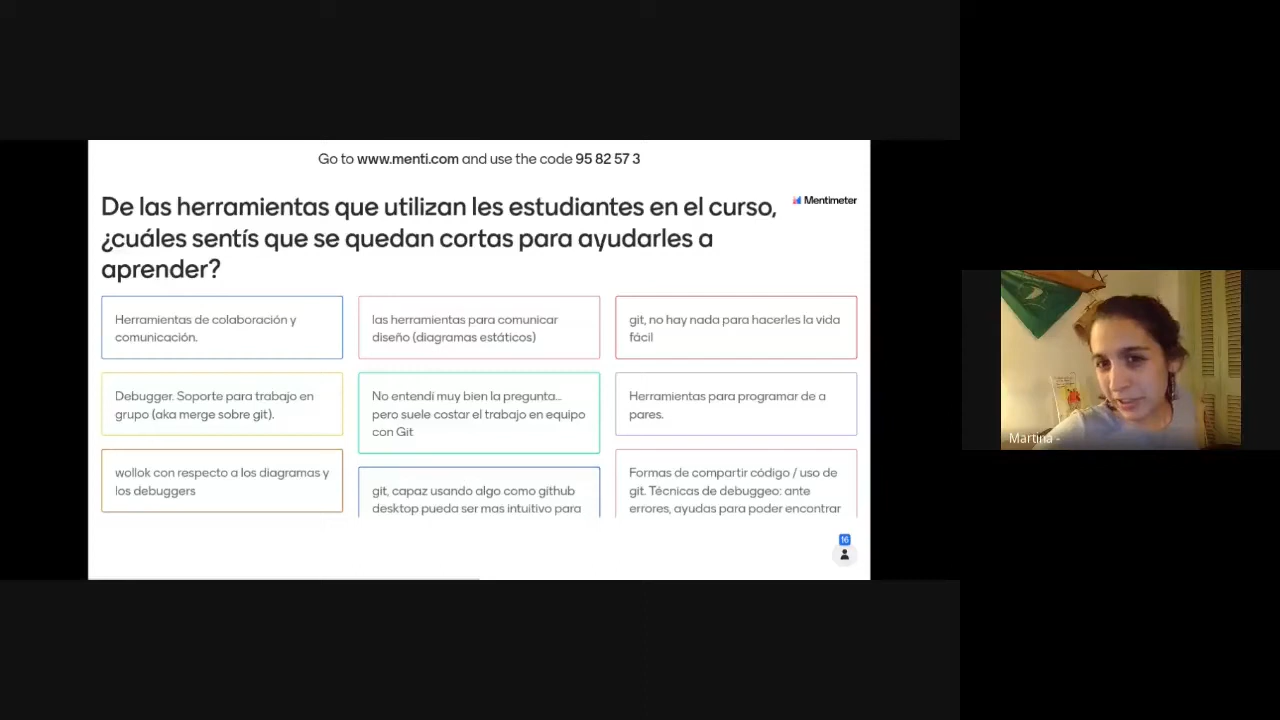 Go to www.menti.com and use the code 95 82 57 3
De las herramientas que utilizan les estudiantes en el curso,
¿cuáles sentís que se quedan cortas para ayudarles a
aprender?
Mentimeter
Herramientas de colaboración y
comunicación.
las herramientas para comunicar
diseño (diagramas estáticos)
git, no hay nada para hacerles la vida
fácil
Debugger. Soporte para trabajo en
grupo (aka merge sobre git).
No entendí muy bien la pregunta...
pero suele costar el trabajo en equipo
con Git
Herramientas para programar de a
pares.
wollok con respecto a los diagramas y
los debuggers
git, capaz usando algo como github
desktop pueda ser mas intuitivo para
Formas de compartir código / uso de
git. Técnicas de debuggeo: ante
errores, ayudas para poder encontrar
16
Martina -